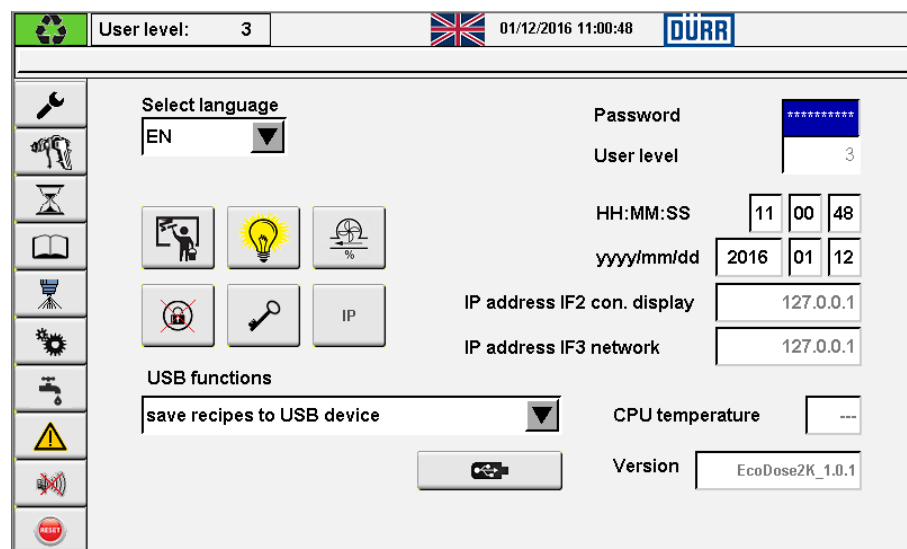 User level: 3
01/12/2016 11:00:48
DÜRR
Select language
EN
Password
**********
User level
3
HH:MM:SS
11 00 48
yyyy/mm/dd
2016 01 12
%
IP
IP address IF2 con. display
127.0.0.1
IP address IF3 network
127.0.0.1
USB functions
save recipes to USB device
CPU temperature
---
Version
EcoDose2K_1.0.1
RESET